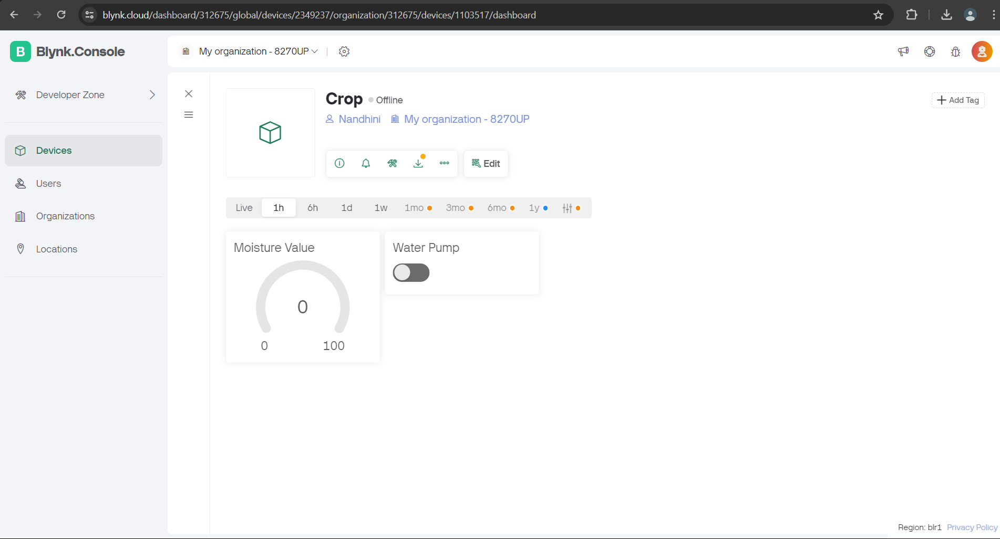 blynk.cloud/dashboard/312675/global/devices/2349237/organization/312675/devices/1103517/dashboard
B Blynk.Console
My organization - 8270UP
Developer Zone
Devices
Users
Organizations
Locations
Crop Offline
Add Tag
Nandhini My organization - 8270UP
Edit
Live 1h 6h 1d 1w 1mo 3mo 6mo 1y
Moisture Value
0
0 100
Water Pump
Region: blr1 Privacy Policy